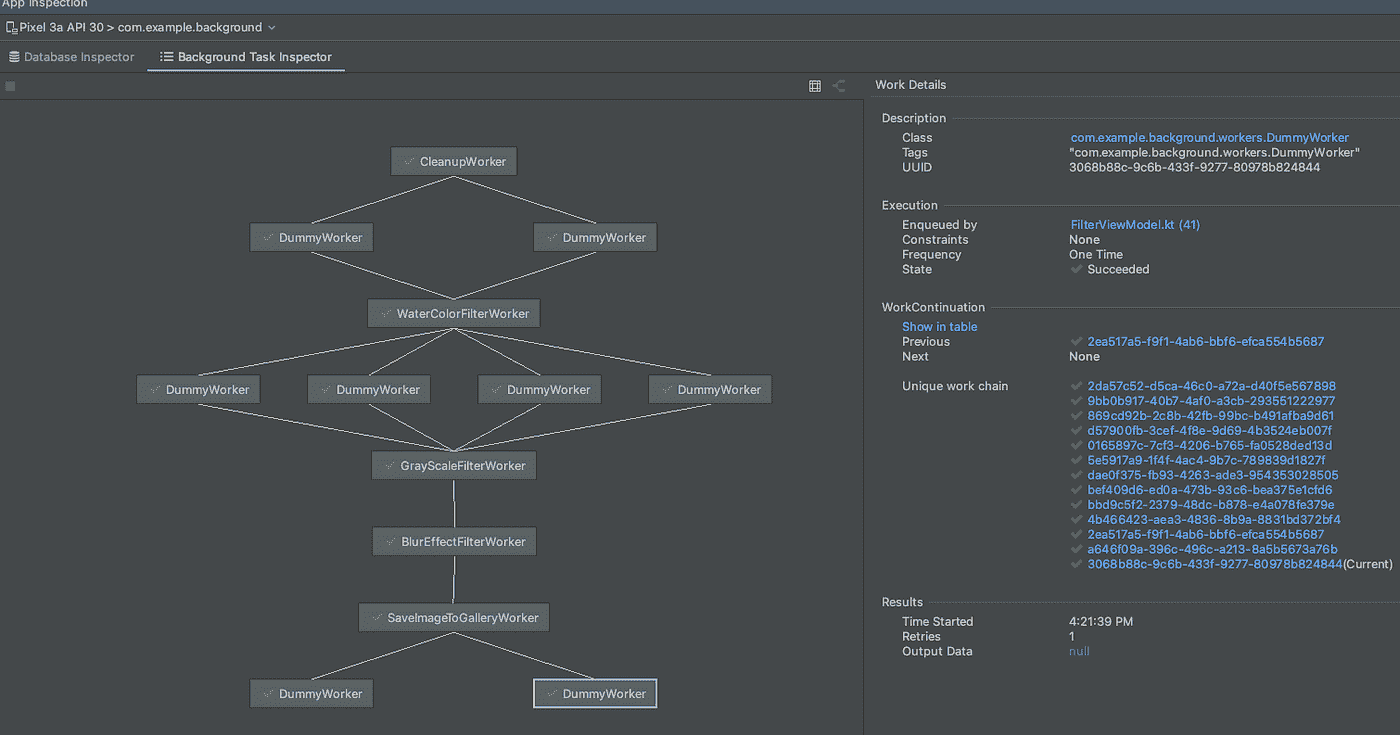 App Inspection
Pixel 3a API 30 > com.example.background
Database Inspector
Background Task Inspector
CleanupWorker
DummyWorker
DummyWorker
WaterColorFilterWorker
DummyWorker
DummyWorker
DummyWorker
DummyWorker
GrayScaleFilterWorker
BlurEffectFilterWorker
SaveImageToGalleryWorker
DummyWorker
DummyWorker
Work Details
Description
Class com.example.background.workers.DummyWorker
Tags "com.example.background.workers.DummyWorker"
UUID 3068b88c-9c6b-433f-9277-80978b824844
Execution
Enqueued by FilterViewModel.kt (41)
Constraints None
Frequency One Time
State Succeeded
WorkContinuation
Show in table
Previous 2ea517a5-f9f1-4ab6-bbf6-efca554b5687
Next None
Unique work chain 2da57c52-d5ca-46c0-a72a-d40f5e567898
9bb0b917-40b7-4af0-a3cb-293551222977
869cd92b-2c8b-42fb-99bc-b491afba9d61
d57900fb-3cef-4f8e-9d69-4b3524eb007f
0165897c-7cf3-4206-b765-fa0528ded13d
5e5917a9-1f4f-4ac4-9b7c-789839d1827f
dae0f375-fb93-4263-ade3-954353028505
bef409d6-ed0a-473b-93c6-bea375e1cfd6
bbd9c5f2-2379-48dc-b878-e4a078fe379e
4b466423-aea3-4836-8b9a-8831bd372bf4
2ea517a5-f9f1-4ab6-bbf6-efca554b5687
a646f09a-396c-496c-a213-8a5b5673a76b
3068b88c-9c6b-433f-9277-80978b824844(Current)
Results
Time Started 4:21:39 PM
Retries 1
Output Data null